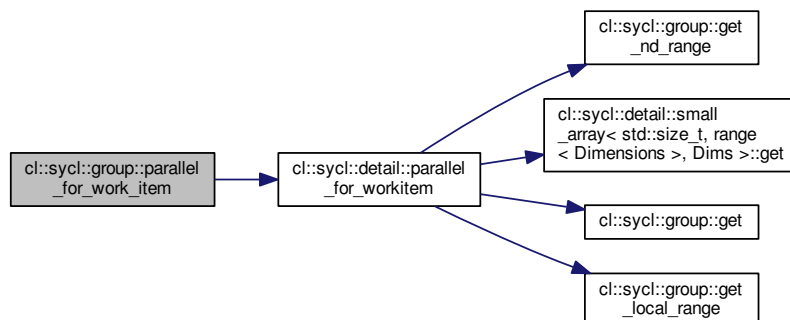 cl::sycl::group::get
_nd_range
cl::sycl::detail::small
_array< std::size_t, range
< Dimensions >, Dims >::get
cl::sycl::group::parallel
_for_work_item
cl::sycl::detail::parallel
_for_workitem
cl::sycl::group::get
cl::sycl::group::get
_local_range